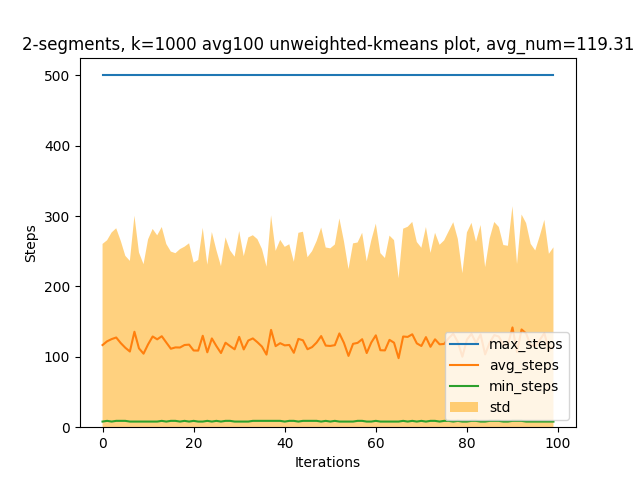 2-segments, k=1000 avg100 unweighted-kmeans plot, avg_num=119.31
500
400
300
200
100
0
Steps
0 20 40 60 80 100
Iterations
max_steps
avg_steps
min_steps
std